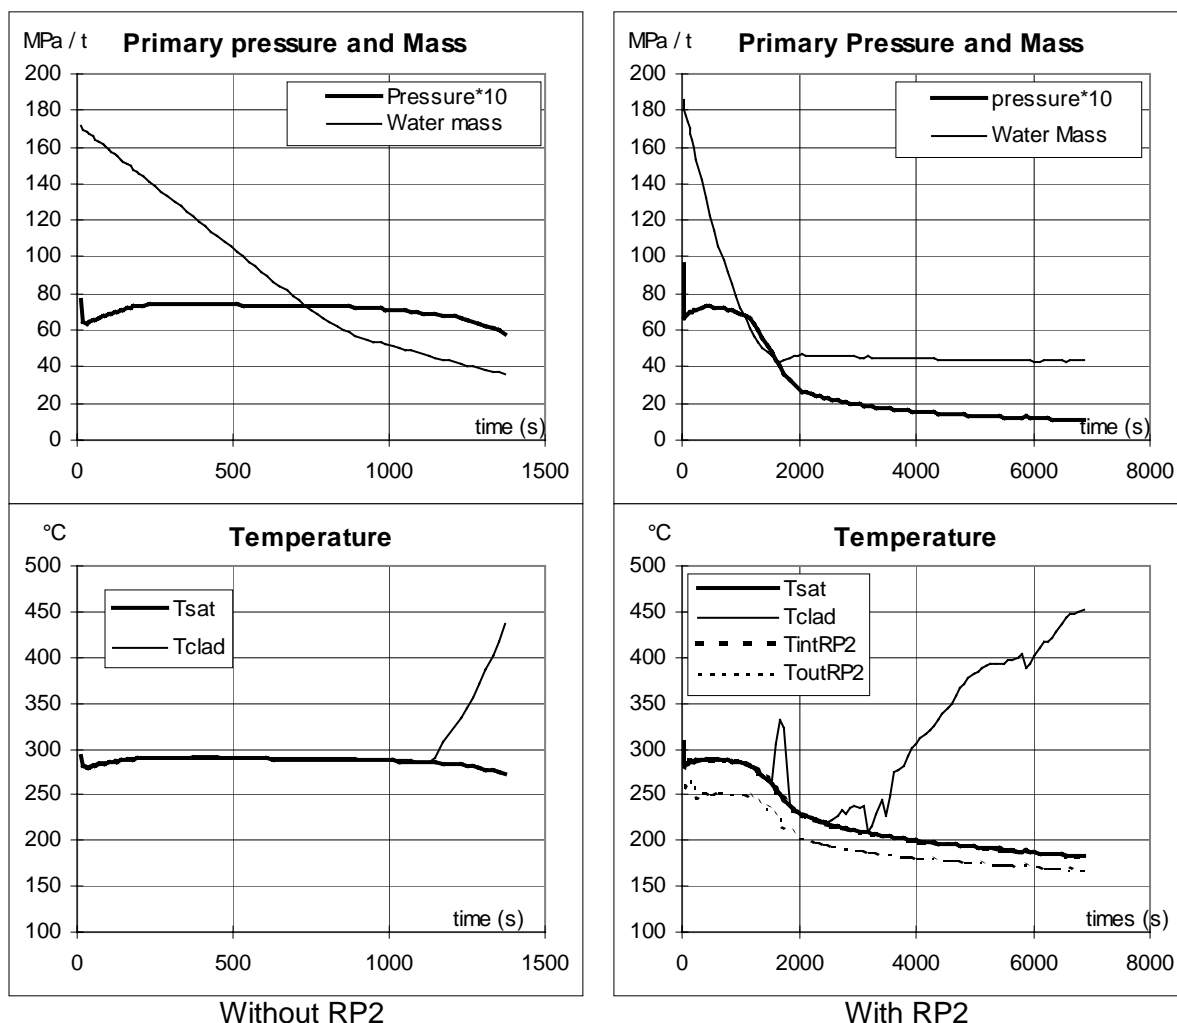 MPa / t Primary pressure and Mass
200
180
160
140
120
100
80
60
40
20
0
Pressure*10
Water mass
time (s)
0 500 1000 1500
MPa / t Primary Pressure and Mass
200
180
160
140
120
100
80
60
40
20
0
pressure*10
Water Mass
time (s)
0 2000 4000 6000 8000
°C Temperature
500
450
400
350
300
250
200
150
100
Tsat
Tclad
time (s)
0 500 1000 1500
Without RP2
°C Temperature
500
450
400
350
300
250
200
150
100
Tsat
Tclad
TintRP2
ToutRP2
times (s)
0 2000 4000 6000 8000
With RP2